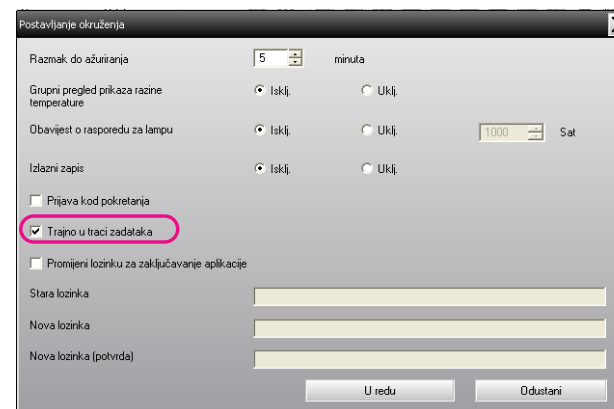 Postavljanje okruženja
Razmak do ažuriranja 5 minuta
Grupni pregled prikaza razine
temperature
Isklj. Uklj.
Obavijest o rasporedu za lampu Isklj. Uklj. 1000 Sat
Izlazni zapis Isklj. Uklj.
Prijava kod pokretanja
Trajno u traci zadataka
Promijeni lozinku za zaključavanje aplikacije
Stara lozinka
Nova lozinka
Nova lozinka (potvrda)
U redu Odustani